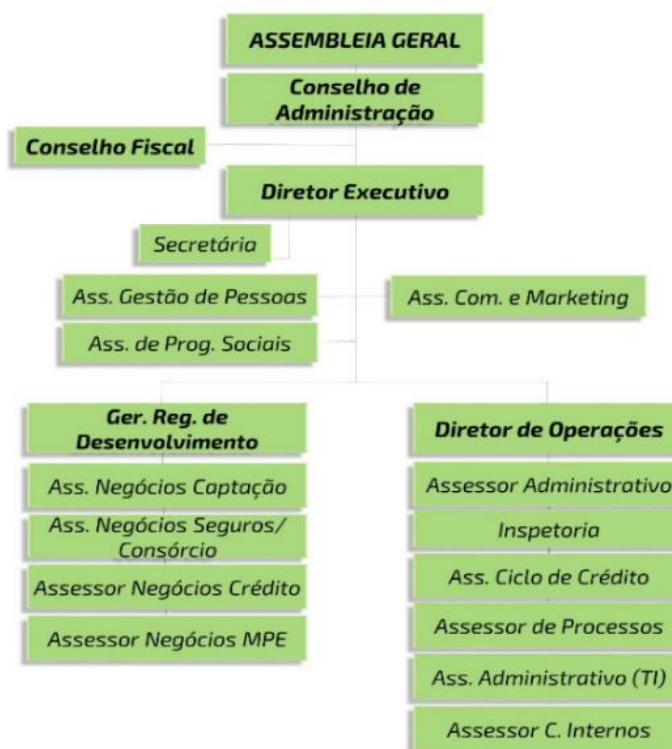 ASSEMBLEIA GERAL
Conselho de
Administração
Conselho Fiscal
Diretor Executivo
Secretária
Ass. Gestão de Pessoas
Ass. Com. e Marketing
Ass. de Prog. Sociais
Ger. Reg. de
Desenvolvimento
Ass. Negócios Captação
Ass. Negócios Seguros/
Consórcio
Assessor Negócios Crédito
Assessor Negócios MPE
Diretor de Operações
Assessor Administrativo
Inspetoria
Ass. Ciclo de Crédito
Assessor de Processos
Ass. Administrativo (TI)
Assessor C. Internos